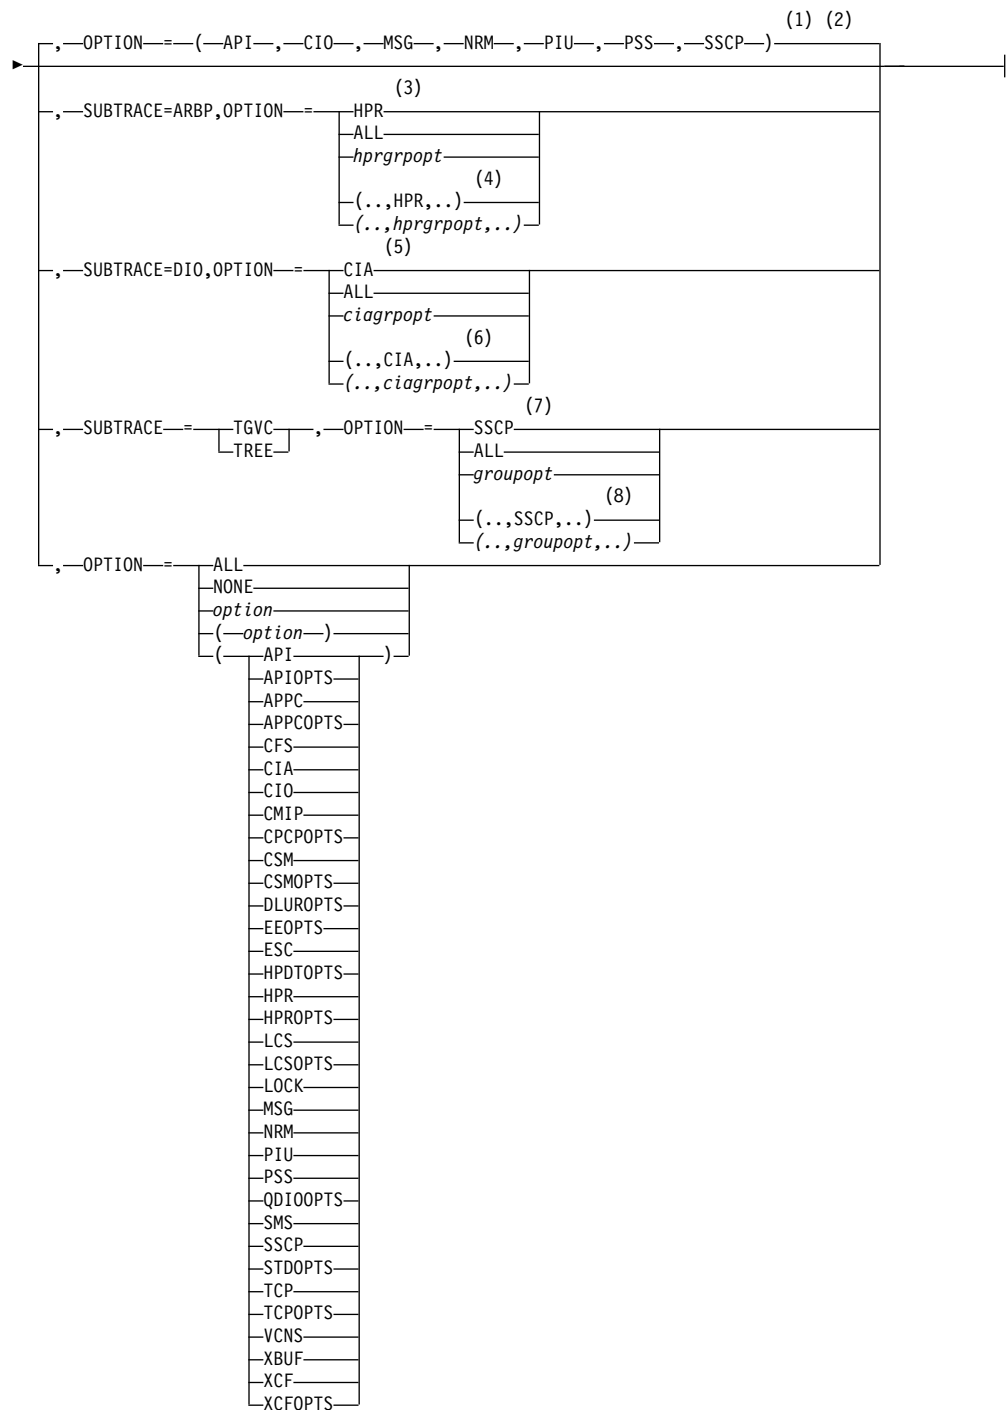 (1) (2)
, OPTION = ( API , CIO , MSG , NRM , PIU , PSS , SSCP )
(3)
, SUBTRACE=ARBP,OPTION = HPR
ALL
hprgrpopt
(4)
(..,HPR,..)
(..,hprgrpopt,..)
(5)
, SUBTRACE=DIO,OPTION = CIA
ALL
ciagrpopt
(6)
(..,CIA,..)
(..,ciagrpopt,..)
(7)
, SUBTRACE = TGVC , OPTION = SSCP
TREE ALL
groupopt
(8)
(..,SSCP,..)
(..,groupopt,..)
, OPTION = ALL
NONE
option
( option )
( API )
APIOPTS
APPC
APPCOPTS
CFS
CIA
CIO
CMIP
CPCPOPTS
CSM
CSMOPTS
DLUROPTS
EEOPTS
ESC
HPDTOPTS
HPR
HPROPTS
LCS
LCSOPTS
LOCK
MSG
NRM
PIU
PSS
QDIOOPTS
SMS
SSCP
STDOPTS
TCP
TCPOPTS
VCNS
XBUF
XCF
XCFOPTS